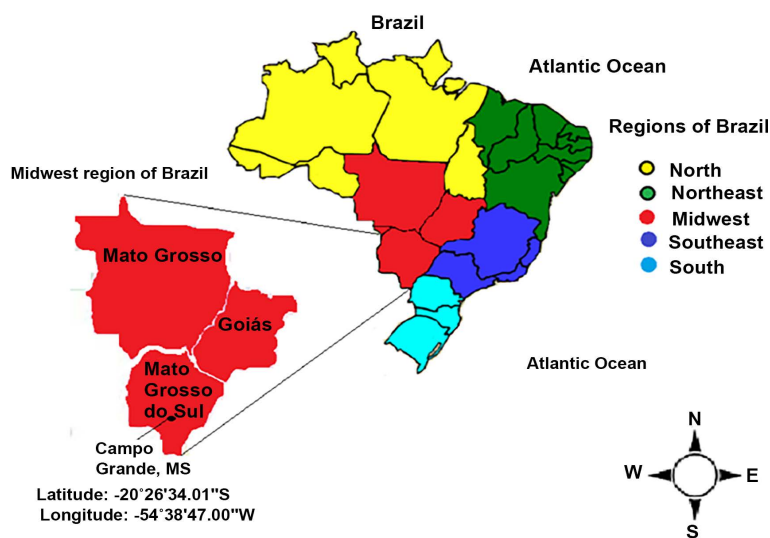 Brazil
Atlantic Ocean
Regions of Brazil
North
Northeast
Midwest
Southeast
South
Midwest region of Brazil
Mato Grosso
Goiás
Mato
Grosso
do Sul
Campo
Grande, MS
Latitude: -20°26'34.01"S
Longitude: -54°38'47.00"W
Atlantic Ocean
N
W
E
S